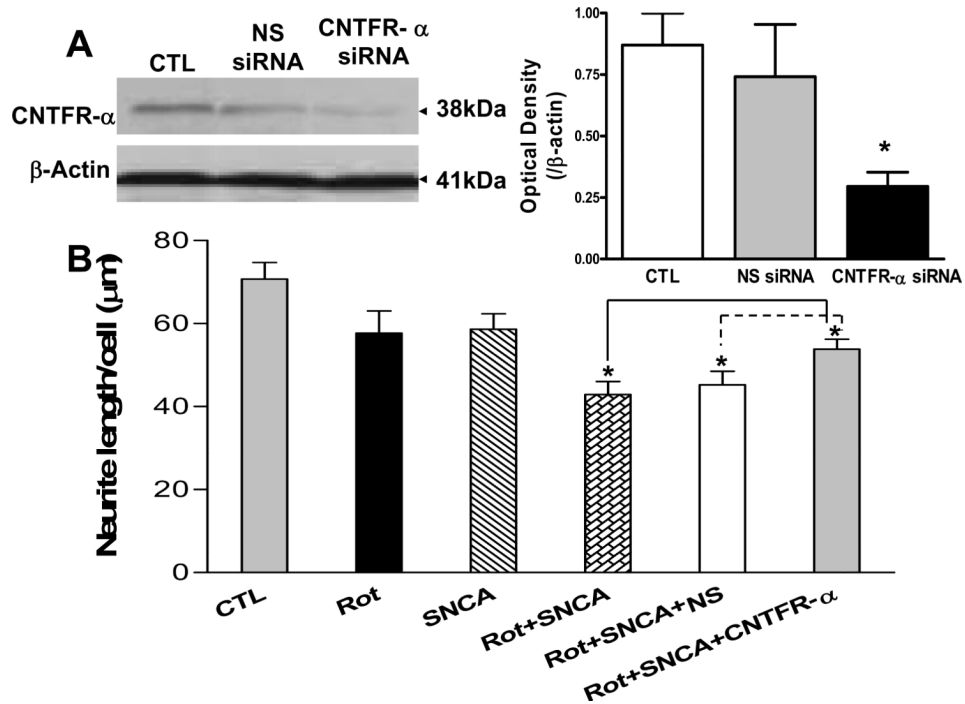 A
CTL
NS
siRNA
CNTFR- α
siRNA
CNTFR-α
38kDa
β-Actin
41kDa
Optical Density
(/β-actin)
1.00
0.75
0.50
0.25
0.00
*
CTL
NS siRNA
CNTFR-α siRNA
B
Neurite length/cell (μm)
80
60
40
20
0
*
*
*
CTL
Rot
SNCA
Rot+SNCA
Rot+SNCA+NS
Rot+SNCA+CNTFR-α